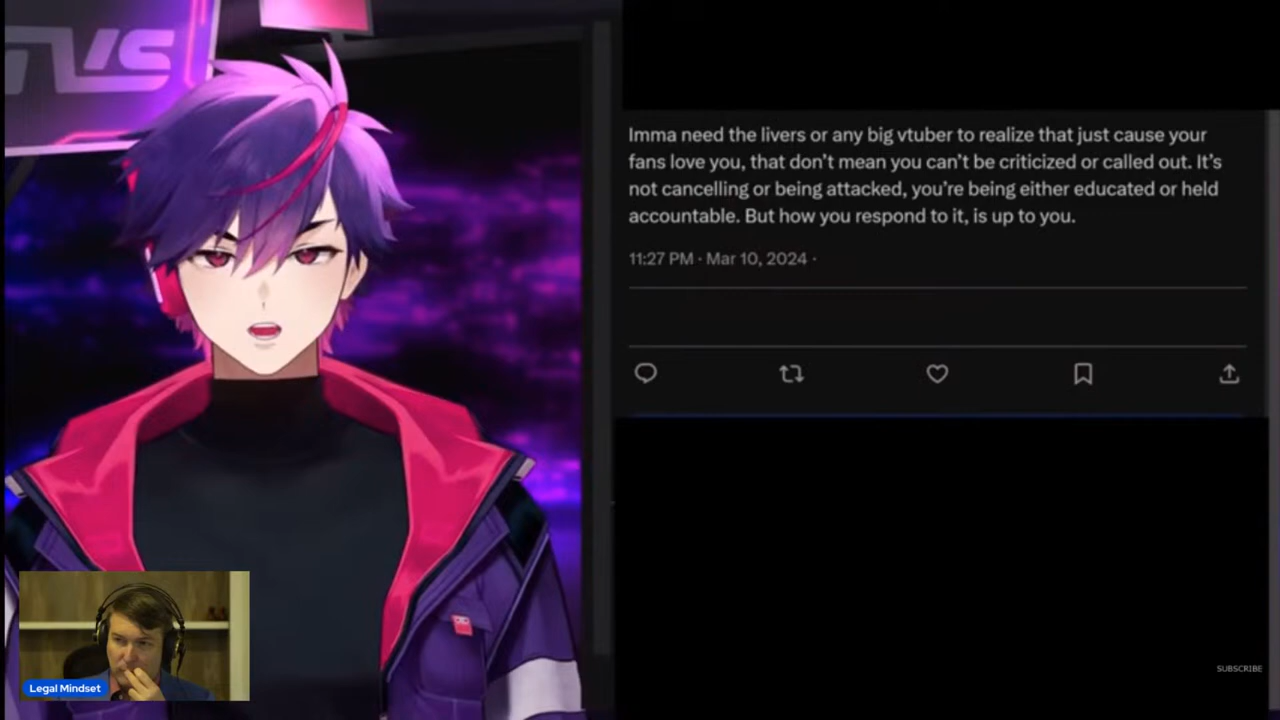 Imma need the livers or any big vtuber to realize that just cause your
fans love you, that don’t mean you can’t be criticized or called out. It’s
not cancelling or being attacked, you’re being either educated or held
accountable. But how you respond to it, is up to you.
11:27 PM · Mar 10, 2024 ·
SUBSCRIBE
Legal Mindset